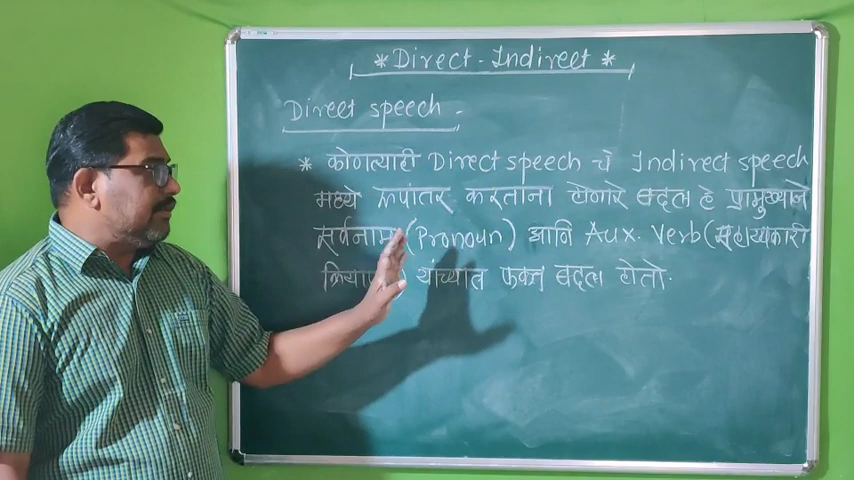 * Direct - Indirect *
Direct speech -
* कोणत्याही Direct speech चे Indirect speech
मध्ये रूपांतर करताना होणारे बदल हे प्रामुख्याने
सर्वनाम (Pronoun) आणि Aux. Verb (सहाय्यकारी
यांच्यात फक्त बदल होतो.